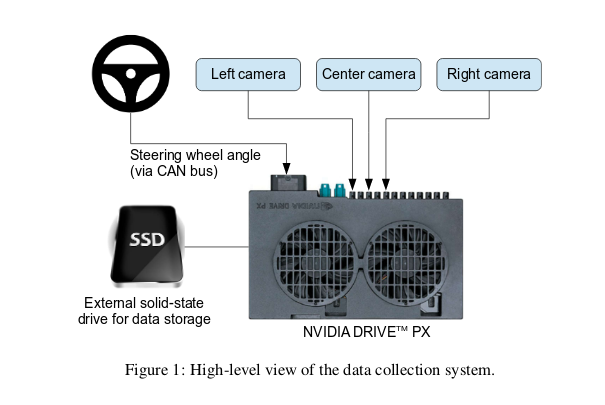 Left camera
Center camera
Right camera
Steering wheel angle
(via CAN bus)
NVIDIA DRIVE PX
SSD
External solid-state
drive for data storage
NVIDIA DRIVE™ PX
Figure 1: High-level view of the data collection system.